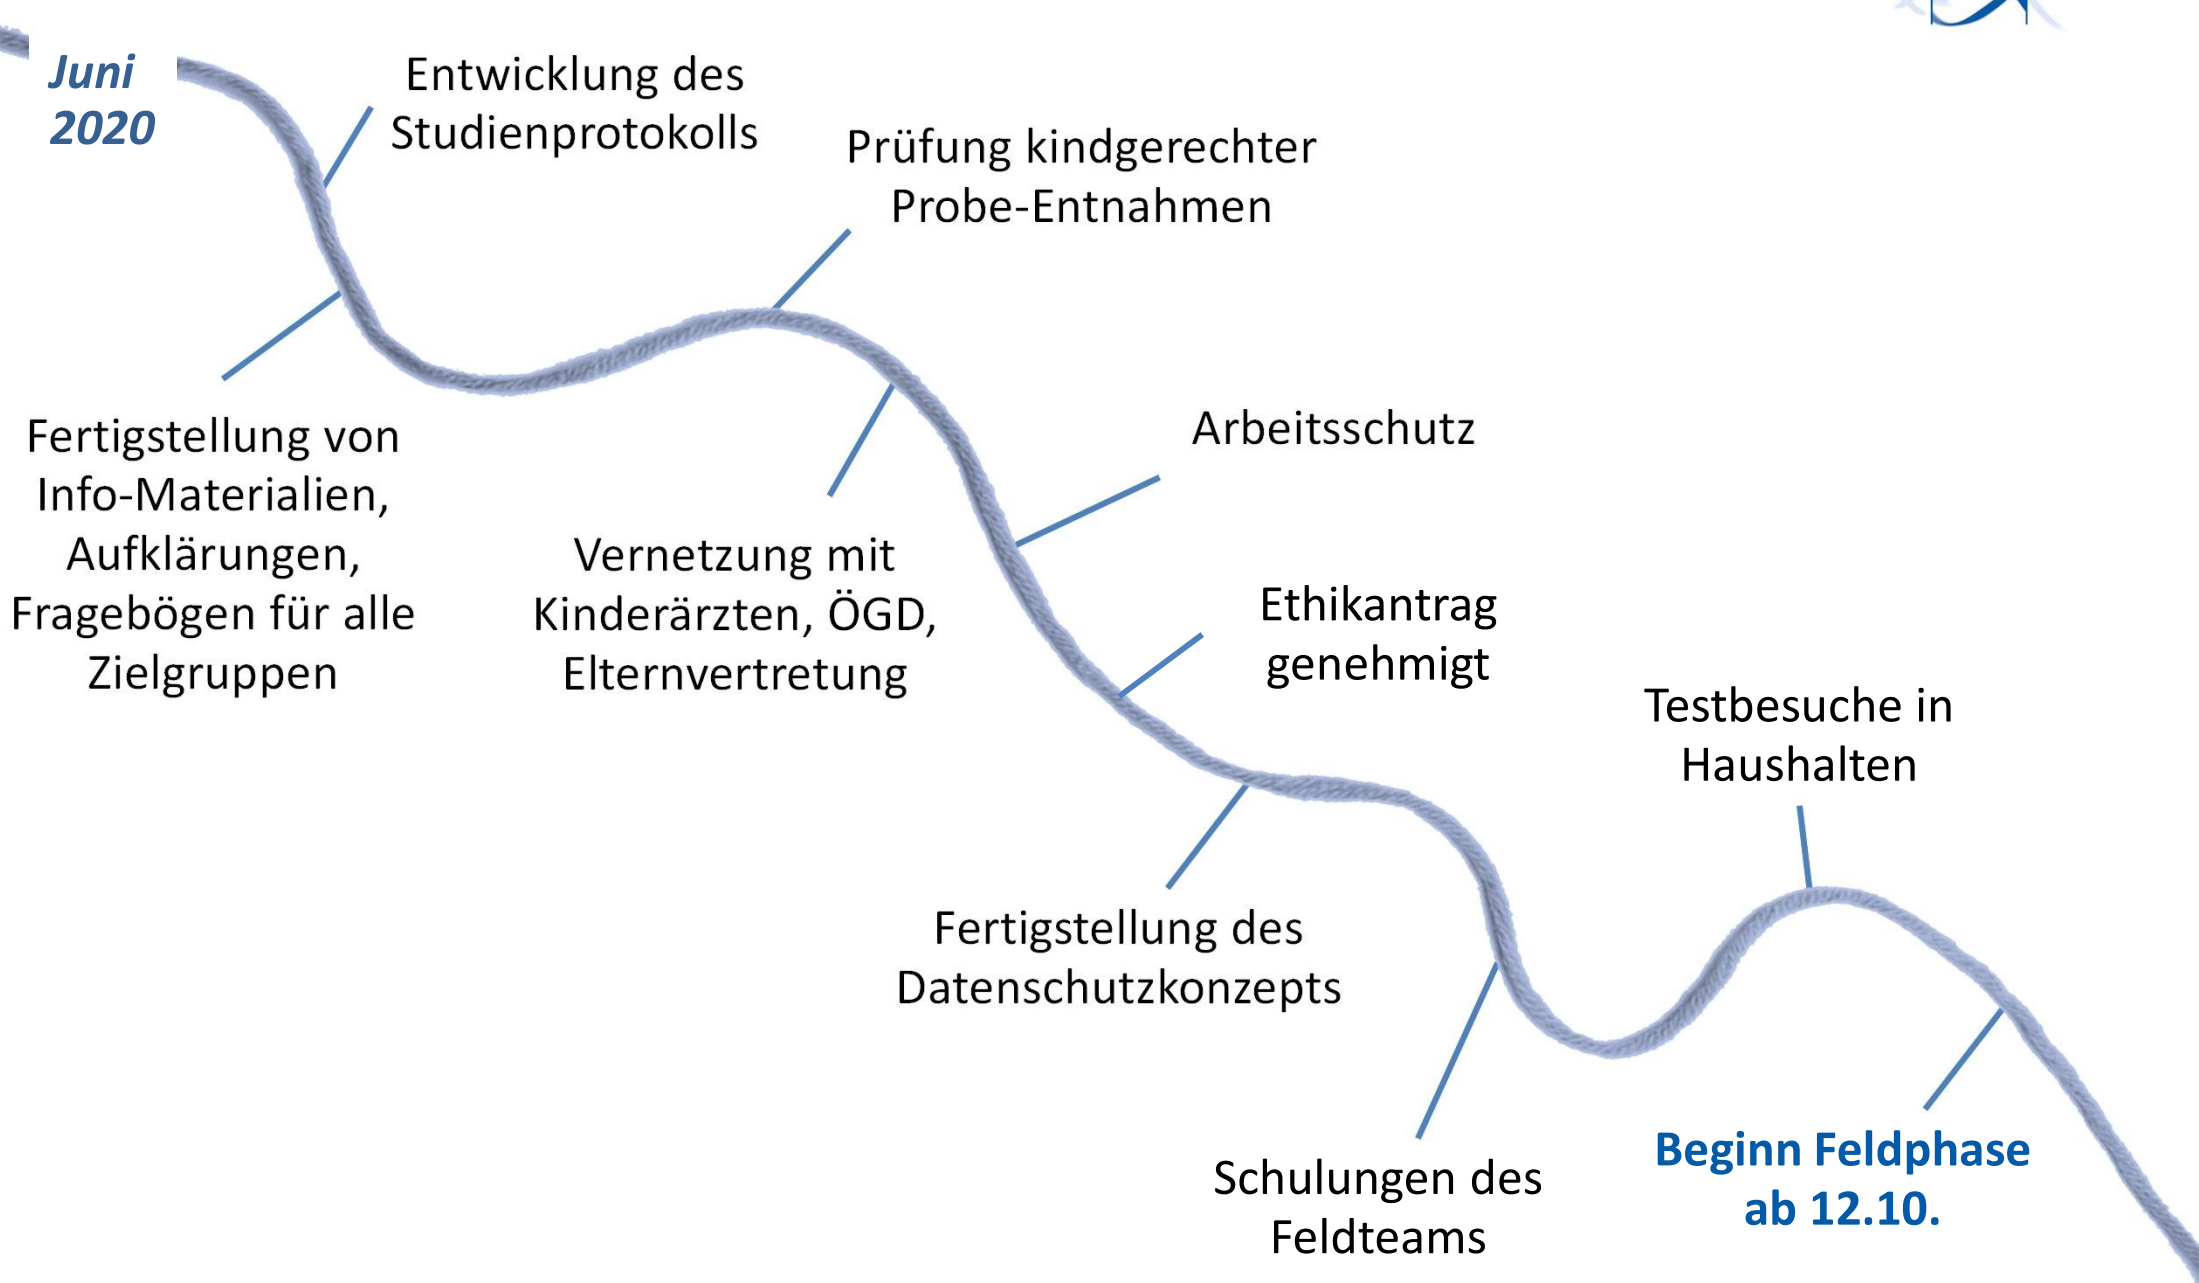 Juni
2020
Entwicklung des
Studienprotokolls
Prüfung kindgerechter
Probe-Entnahmen
Fertigstellung von
Info-Materialien,
Aufklärungen,
Fragebögen für alle
Zielgruppen
Vernetzung mit
Kinderärzten, ÖGD,
Elternvertretung
Arbeitsschutz
Ethikantrag
genehmigt
Fertigstellung des
Datenschutzkonzepts
Schulungen des
Feldteams
Testbesuche in
Haushalten
Beginn Feldphase
ab 12.10.